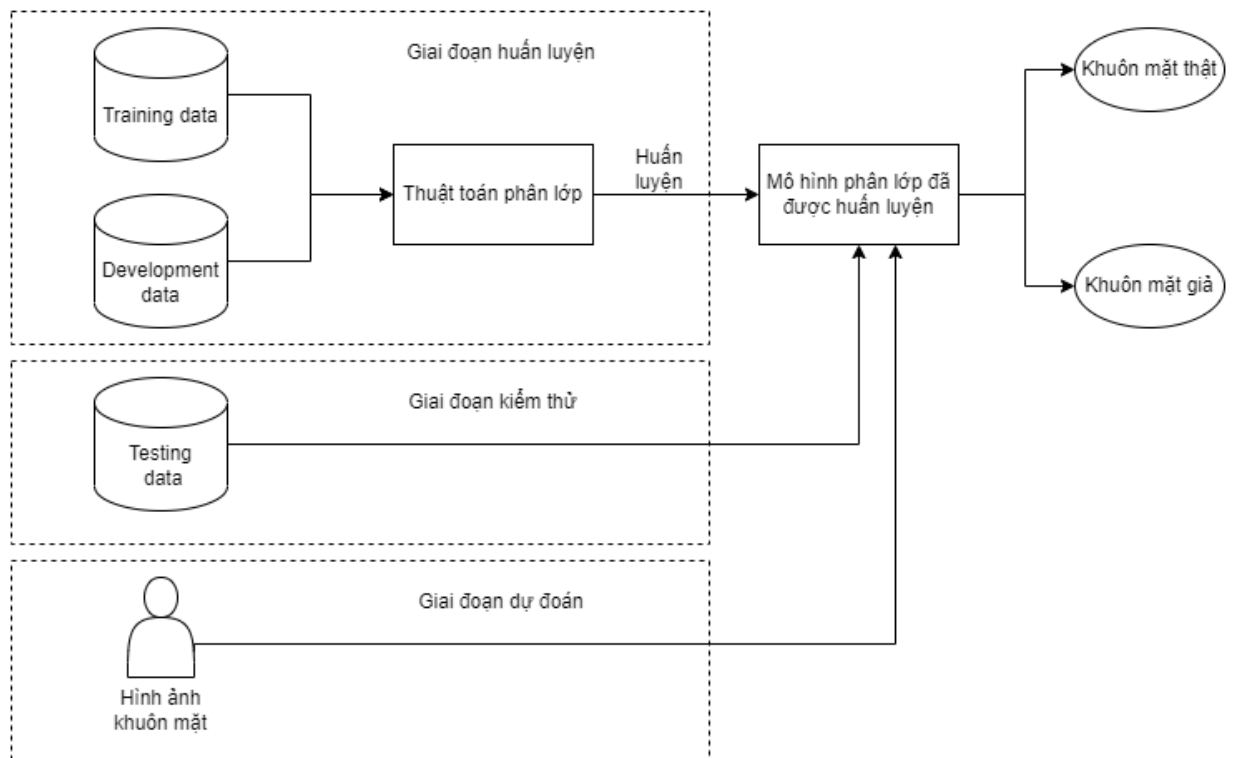 Giai đoạn huấn luyện
Training data
Development
data
Thuật toán phân lớp
Huấn
luyện
Mô hình phân lớp đã
được huấn luyện
Khuôn mặt thật
Khuôn mặt giả
Giai đoạn kiểm thử
Testing
data
Giai đoạn dự đoán
Hình ảnh
khuôn mặt